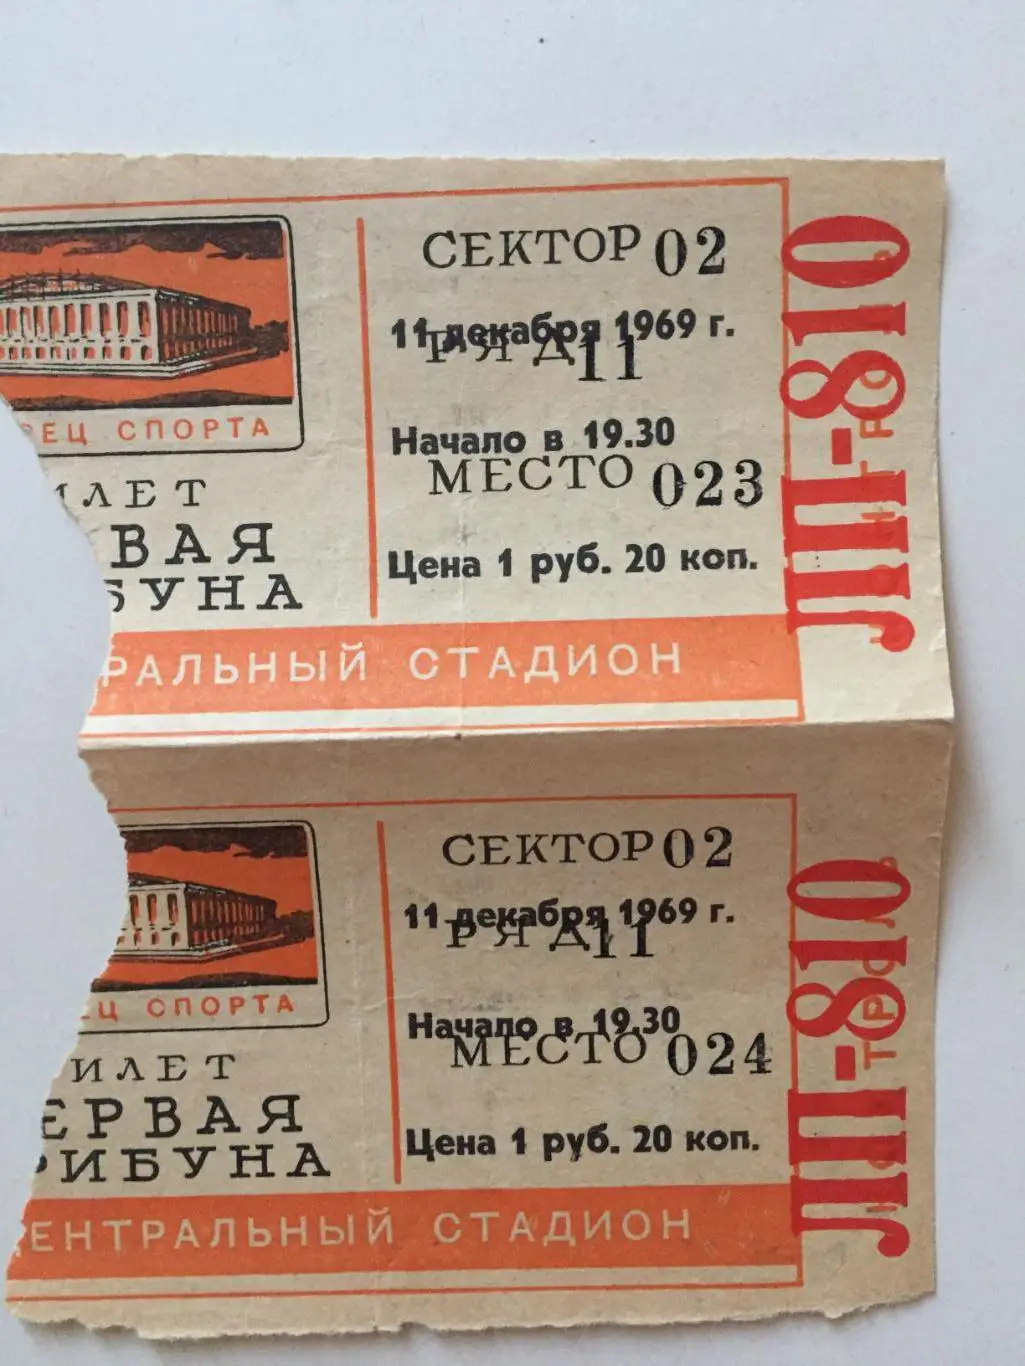 СЕКТОР 02
11 декабря 1969 г.
РЯД 11
Начало в 19.30
МЕСТО 023
Цена 1 руб. 20 коп.
РЕЦ СПОРТА
ИЛЕТ
ВАЯ
БУНА
РАЛЬНЫЙ СТАДИОН
ЛП-810
СЕКТОР 02
11 декабря 1969 г.
РЯД 11
Начало в 19.30
МЕСТО 024
Цена 1 руб. 20 коп.
ЕЦ СПОРТА
ИЛЕТ
ЕРВАЯ
РИБУНА
ЦЕНТРАЛЬНЫЙ СТАДИОН
ЛП-810